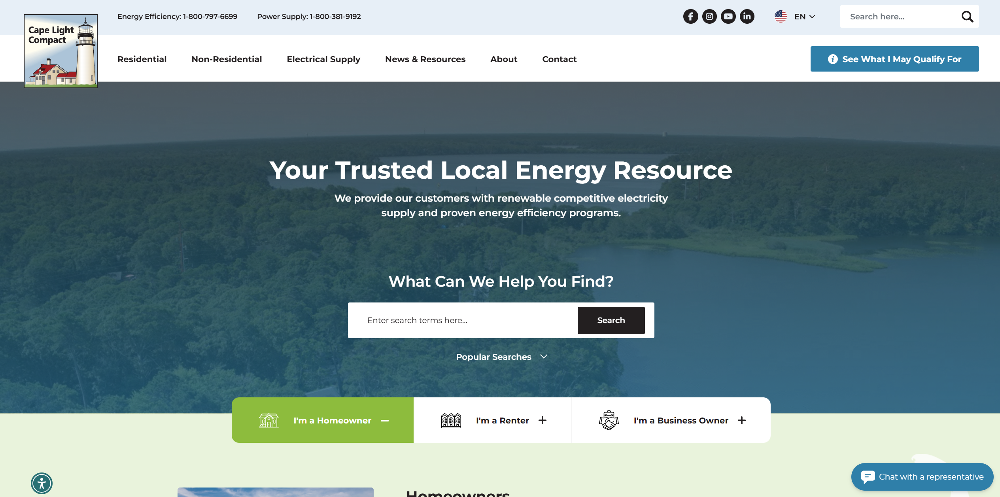 Energy Efficiency: 1-800-797-6699
Power Supply: 1-800-381-9192
EN
Search here...
Cape Light
Compact
Residential
Non-Residential
Electrical Supply
News & Resources
About
Contact
See What I May Qualify For
Your Trusted Local Energy Resource
We provide our customers with renewable competitive electricity
supply and proven energy efficiency programs.
What Can We Help You Find?
Enter search terms here...
Search
Popular Searches
I'm a Homeowner
I'm a Renter
I'm a Business Owner
Chat with a representative
Homeowners